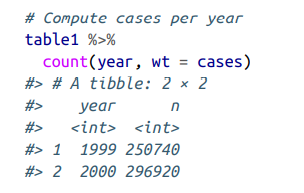 # Compute cases per year
table1 %>%
  count(year, wt = cases)
#> # A tibble: 2 × 2
#>    year      n
#>   <int>  <int>
#> 1  1999 250740
#> 2  2000 296920